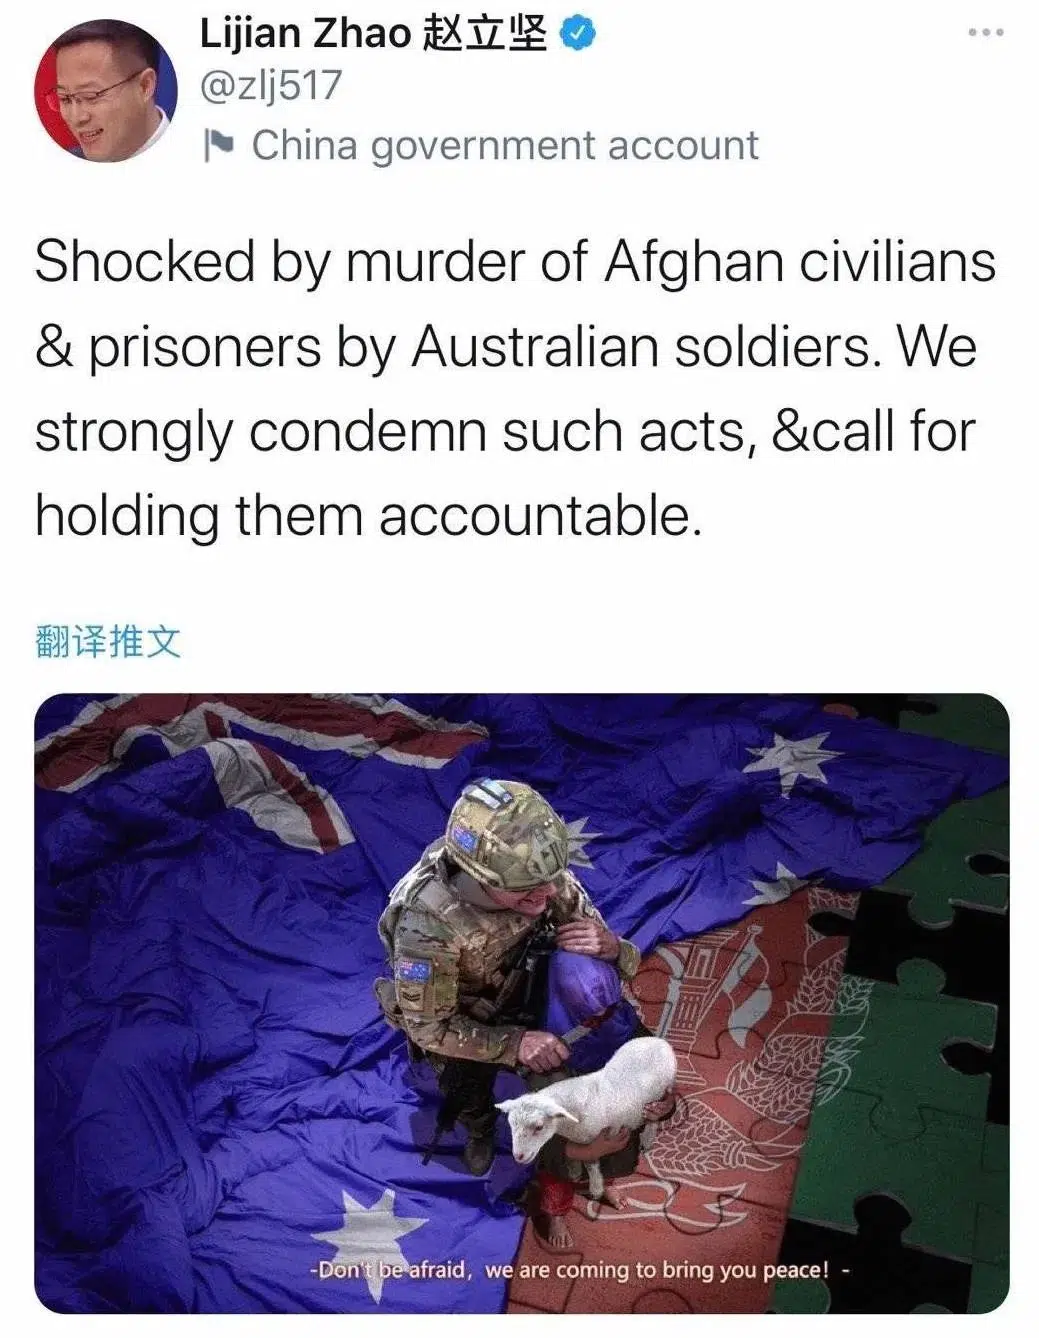 Lijian Zhao 赵立坚
@zlj517
China government account
Shocked by murder of Afghan civilians
& prisoners by Australian soldiers. We
strongly condemn such acts, &call for
holding them accountable.
翻译推文
-Don't be afraid, we are coming to bring you peace! -